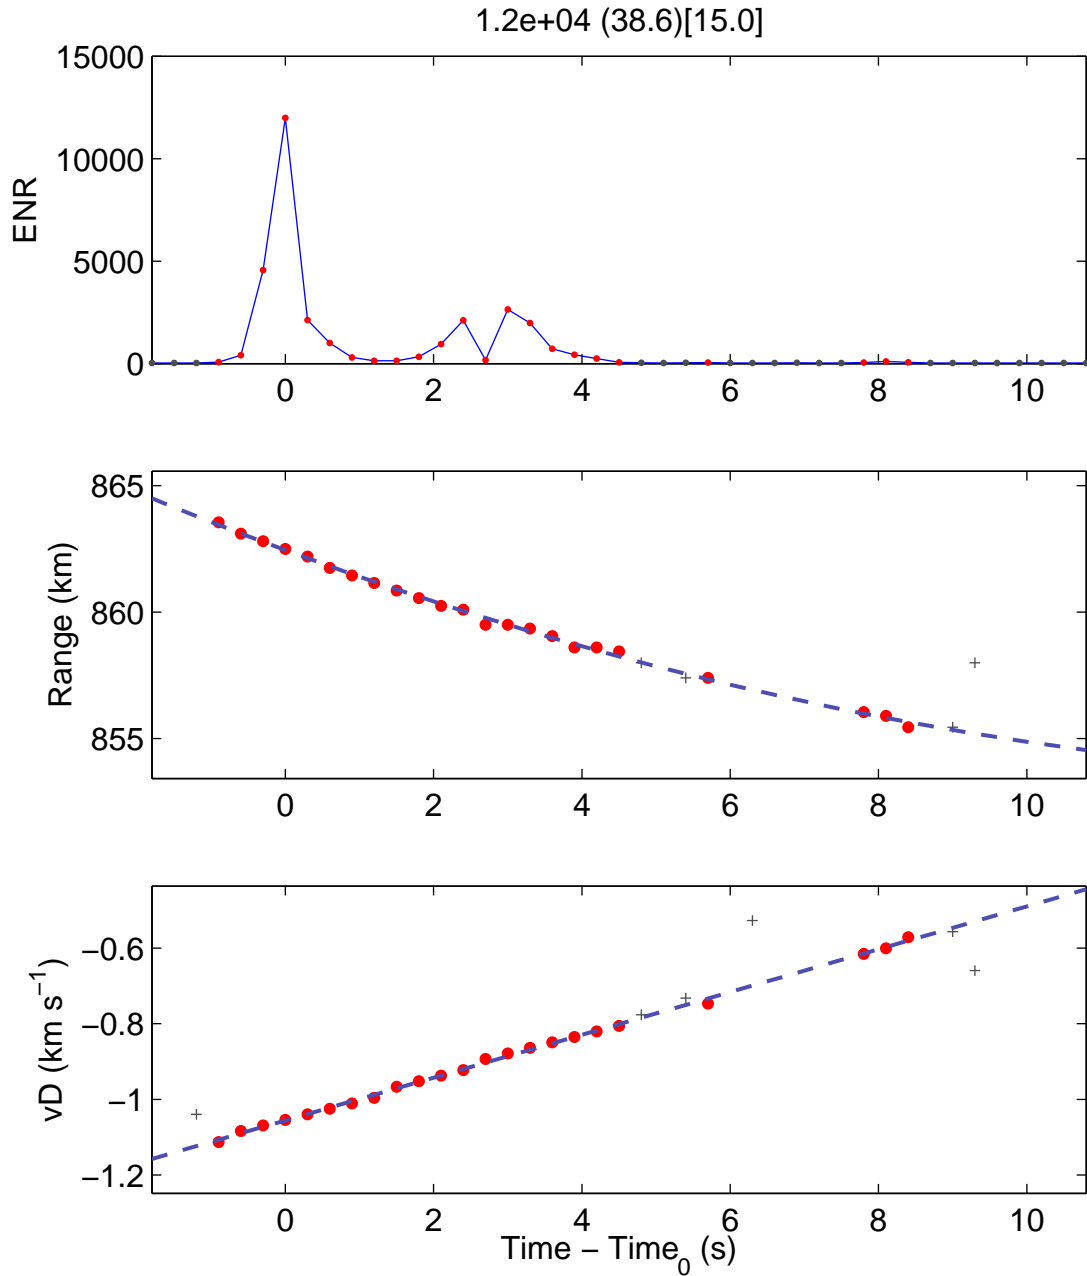 1.2e+04 (38.6)[15.0]
15000
10000
5000
0
ENR
0 2 4 6 8 10
865
860
855
Range (km)
0 2 4 6 8 10
−0.6
−0.8
−1
−1.2
vD (km s−1)
0 2 4 6 8 10
Time − Time0 (s)